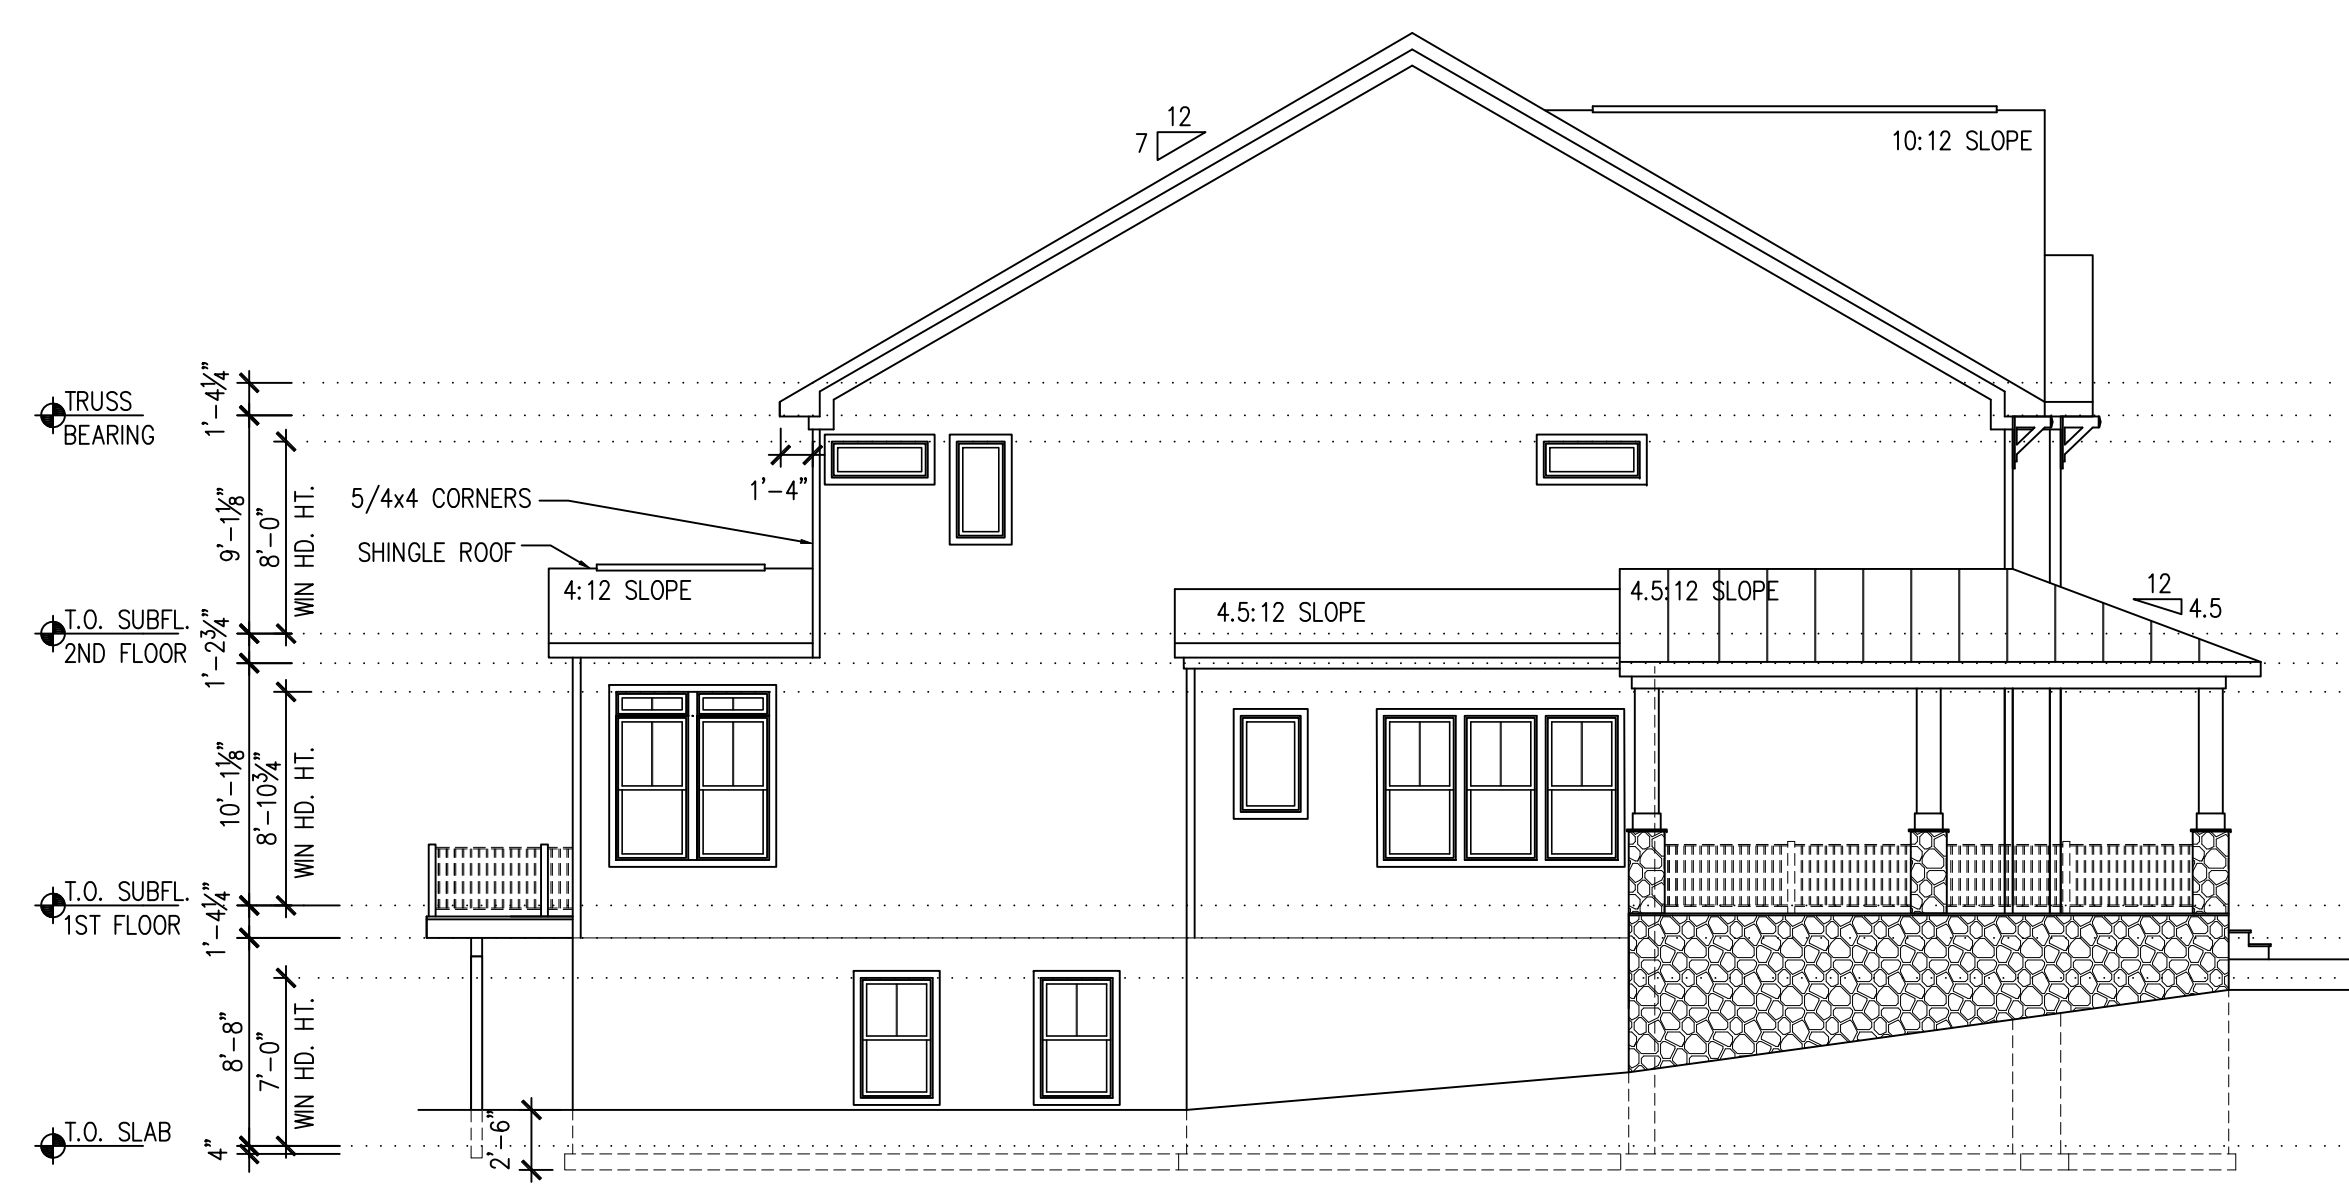 12
7
10:12 SLOPE
1'-4¼"
TRUSS
BEARING
1'-4"
5/4x4 CORNERS
9'-1⅛"
8'-0"
WIN HD. HT.
SHINGLE ROOF
4:12 SLOPE
4.5:12 SLOPE
4.5:12 SLOPE
12
4.5
T.O. SUBFL.
2ND FLOOR
1'-2¾"
10'-1⅛"
8'-10¾"
WIN HD. HT.
T.O. SUBFL.
1ST FLOOR
1'-4¼"
8'-8"
7'-0"
WIN HD. HT.
T.O. SLAB
4"
2'-6"